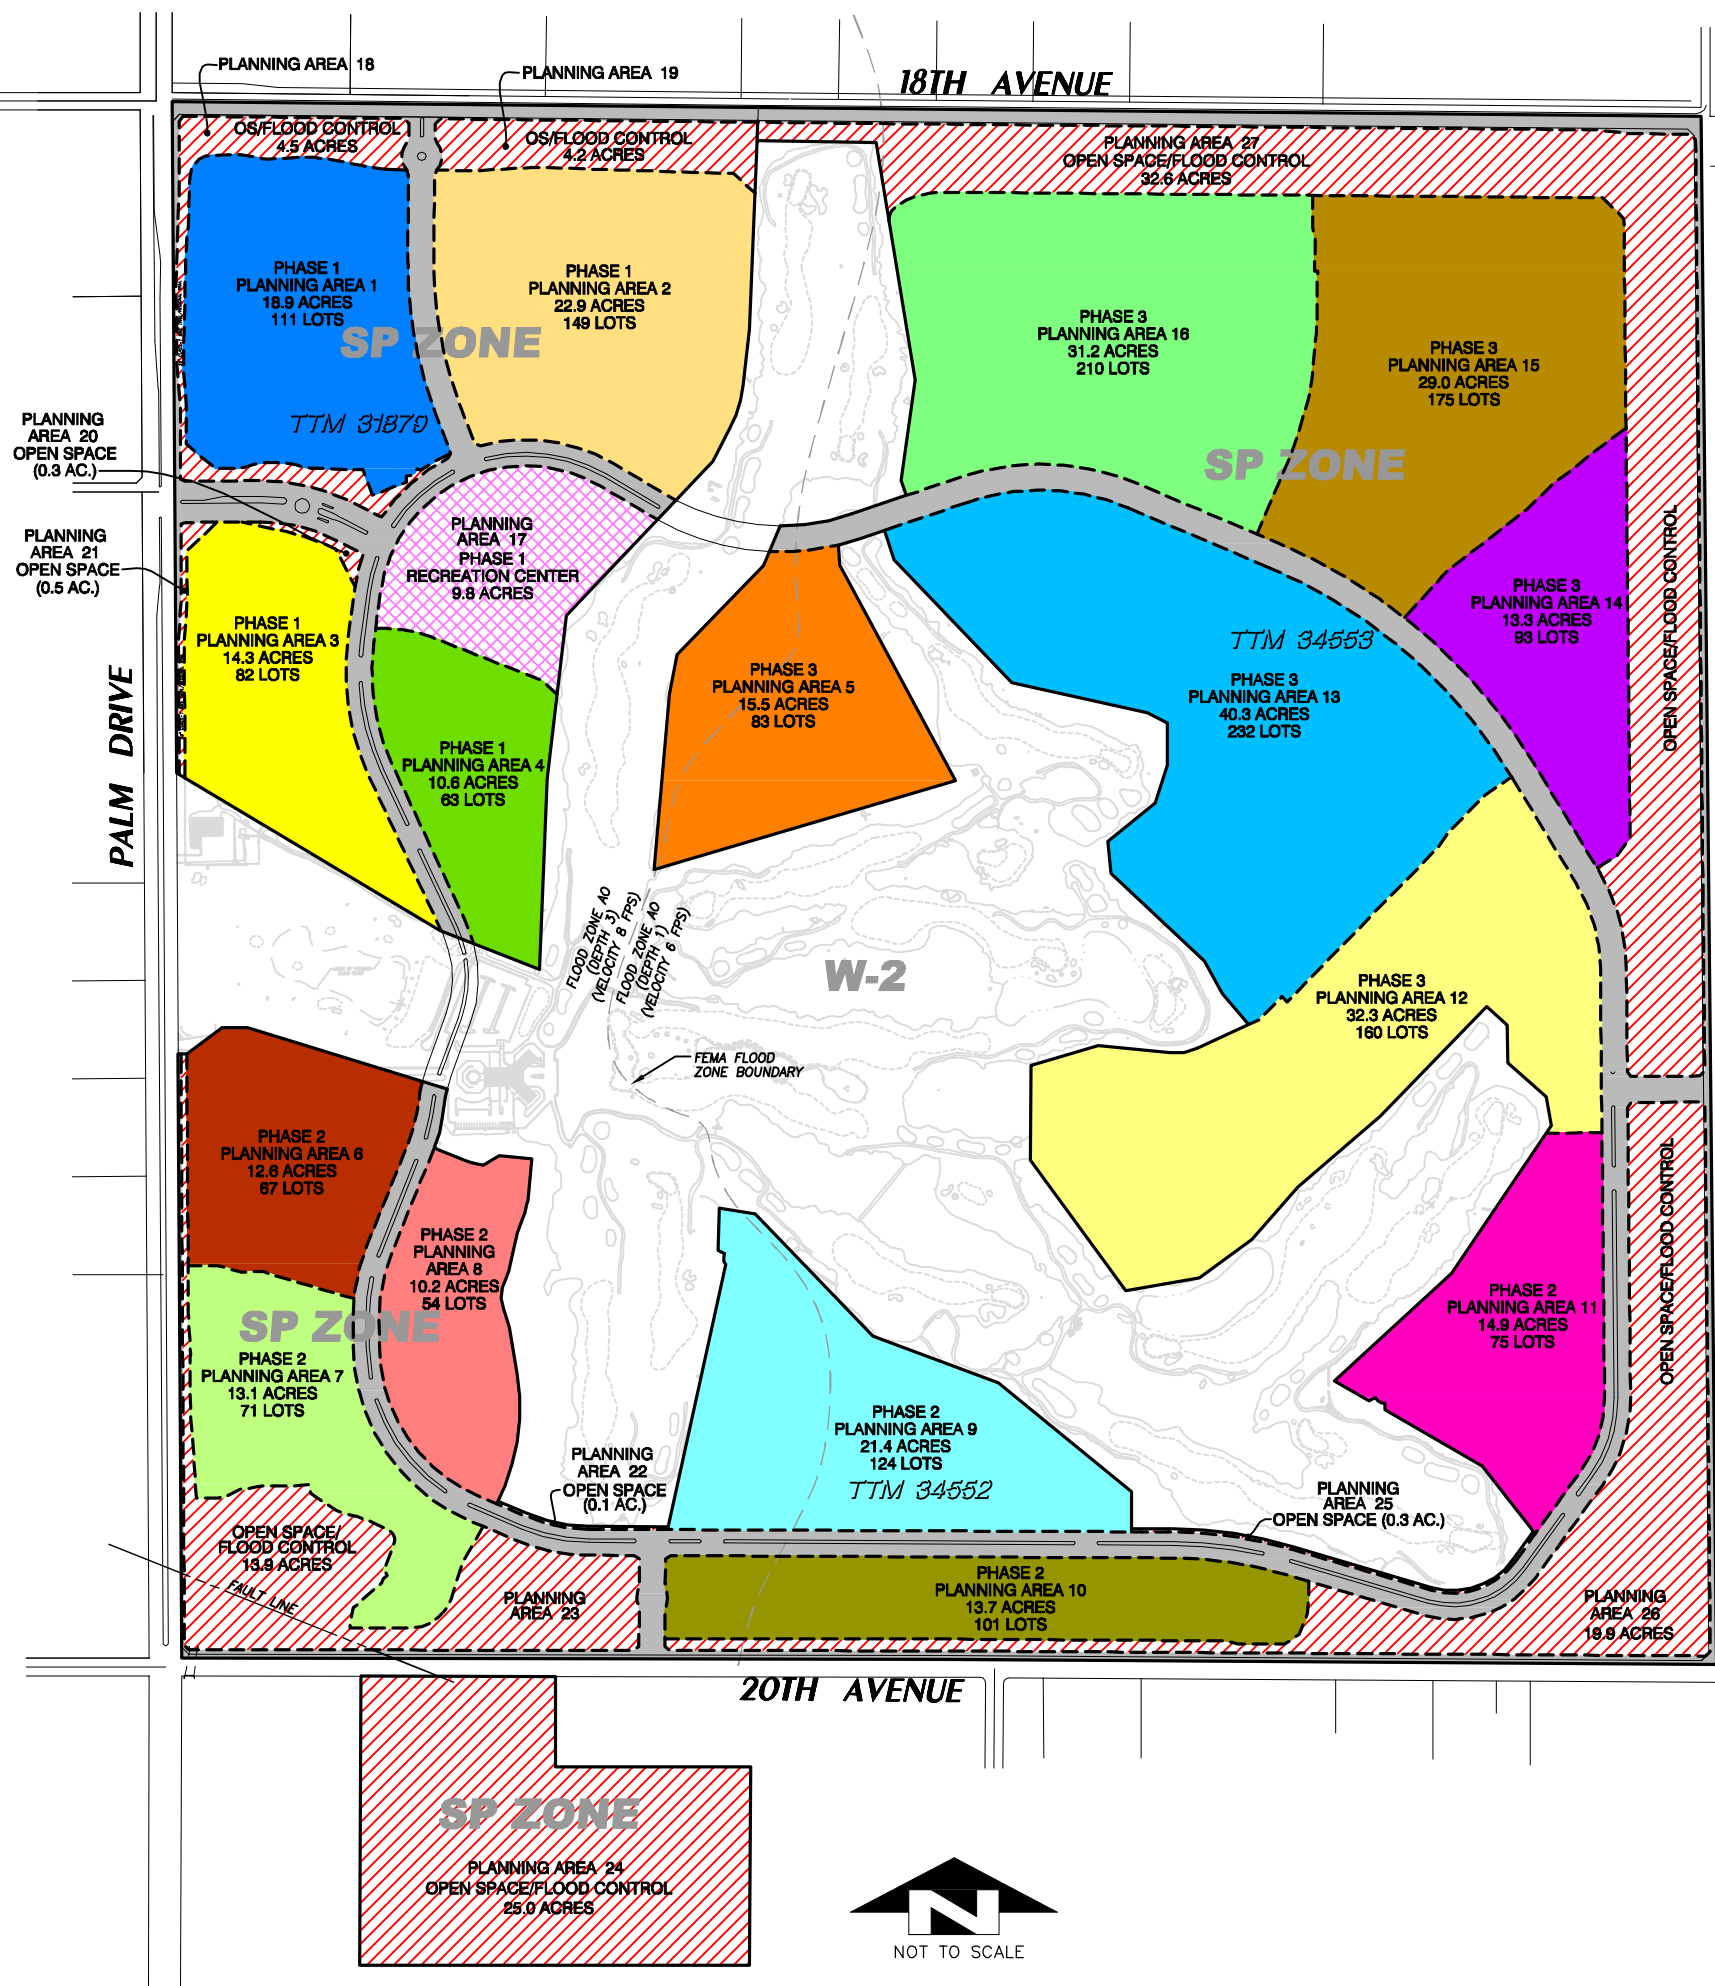 PLANNING AREA 18
PLANNING AREA 19
18TH AVENUE
OS/FLOOD CONTROL
4.5 ACRES
OS/FLOOD CONTROL
4.2 ACRES
PLANNING AREA 27
OPEN SPACE/FLOOD CONTROL
32.6 ACRES
PHASE 1
PLANNING AREA 1
18.9 ACRES
111 LOTS
PHASE 1
PLANNING AREA 2
22.9 ACRES
149 LOTS
SP ZONE
TTM 31879
PHASE 3
PLANNING AREA 16
31.2 ACRES
210 LOTS
PHASE 3
PLANNING AREA 15
29.0 ACRES
175 LOTS
SP ZONE
PLANNING
AREA 20
OPEN SPACE
(0.3 AC.)
PLANNING
AREA 21
OPEN SPACE
(0.5 AC.)
PLANNING
AREA 17
PHASE 1
RECREATION CENTER
9.8 ACRES
PHASE 1
PLANNING AREA 3
14.3 ACRES
82 LOTS
PHASE 3
PLANNING AREA 14
13.3 ACRES
93 LOTS
OPEN SPACE/FLOOD CONTROL
TTM 34553
PHASE 3
PLANNING AREA 13
40.3 ACRES
232 LOTS
PHASE 3
PLANNING AREA 5
15.5 ACRES
83 LOTS
PALM DRIVE
PHASE 1
PLANNING AREA 4
10.6 ACRES
63 LOTS
FLOOD ZONE AO
(DEPTH 3)
(VELOCITY 8 FPS)
FLOOD ZONE AO
(DEPTH 1)
(VELOCITY 6 FPS)
W-2
PHASE 3
PLANNING AREA 12
32.3 ACRES
160 LOTS
FEMA FLOOD
ZONE BOUNDARY
PHASE 2
PLANNING AREA 6
12.6 ACRES
67 LOTS
PHASE 2
PLANNING
AREA 8
10.2 ACRES
54 LOTS
OPEN SPACE/FLOOD CONTROL
SP ZONE
PHASE 2
PLANNING AREA 7
13.1 ACRES
71 LOTS
PHASE 2
PLANNING AREA 11
14.9 ACRES
75 LOTS
PHASE 2
PLANNING AREA 9
21.4 ACRES
124 LOTS
TTM 34552
PLANNING
AREA 22
OPEN SPACE
(0.1 AC.)
PLANNING
AREA 25
OPEN SPACE (0.3 AC.)
OPEN SPACE/
FLOOD CONTROL
13.9 ACRES
FAULT LINE
PLANNING
AREA 23
PHASE 2
PLANNING AREA 10
13.7 ACRES
101 LOTS
PLANNING
AREA 26
19.9 ACRES
20TH AVENUE
SP ZONE
PLANNING AREA 24
OPEN SPACE/FLOOD CONTROL
25.0 ACRES
N
NOT TO SCALE